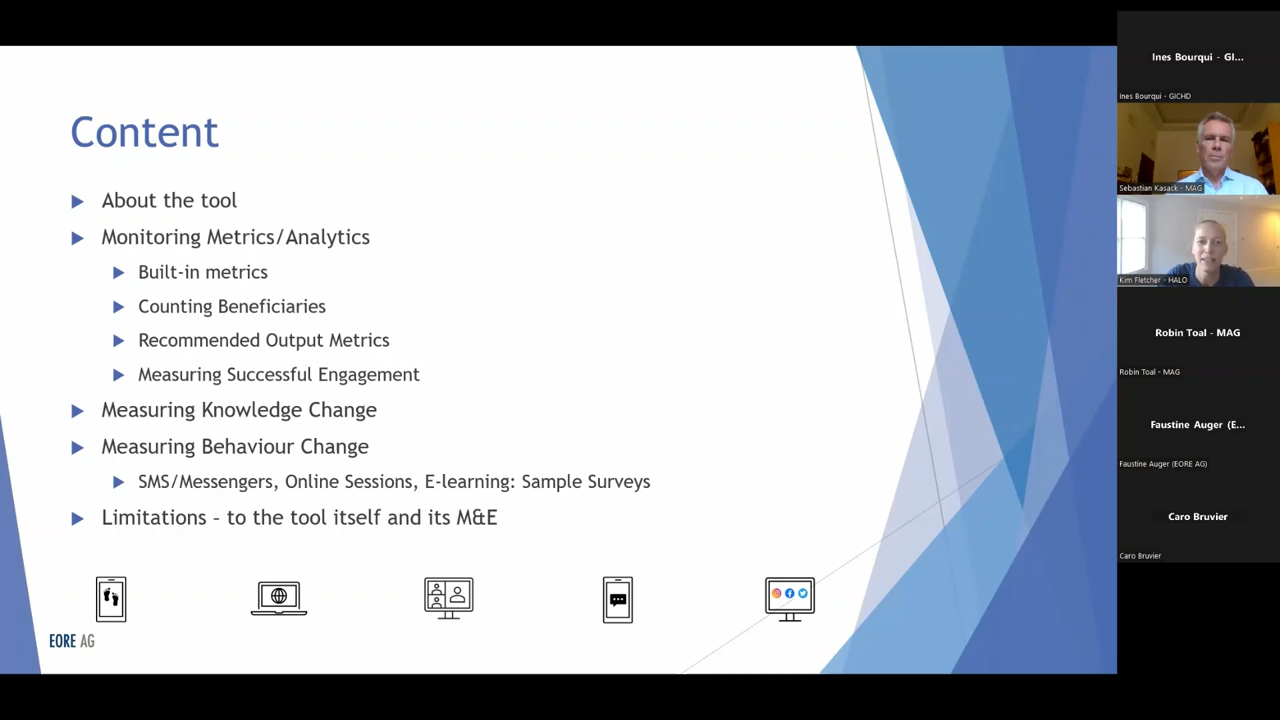 Content
About the tool
Monitoring Metrics/Analytics
Built-in metrics
Counting Beneficiaries
Recommended Output Metrics
Measuring Successful Engagement
Measuring Knowledge Change
Measuring Behaviour Change
SMS/Messengers, Online Sessions, E-learning: Sample Surveys
Limitations – to the tool itself and its M&E
EORE AG
Ines Bourqui - GI...
Ines Bourqui - GICHD
Sebastian Kasack - MAG
Kim Fletcher - HALO
Robin Toal - MAG
Robin Toal - MAG
Faustine Auger (E...
Faustine Auger (EORE AG)
Caro Bruvier
Caro Bruvier